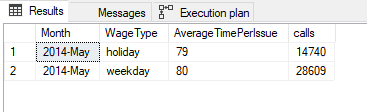 Results Messages Execution plan
Month WageType AverageTimePerIssue calls
1 2014-May holiday 79 14740
2 2014-May weekday 80 28609